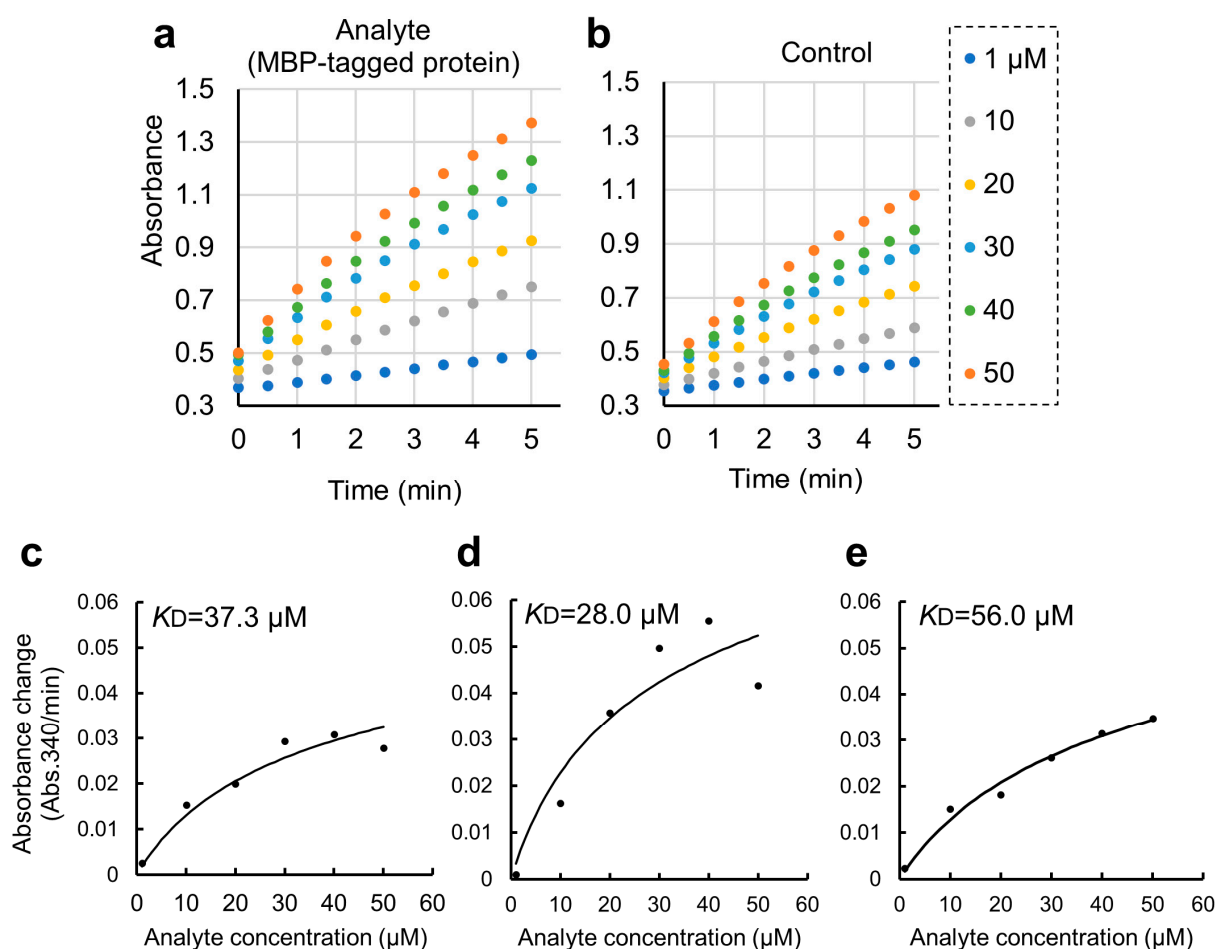 a
Analyte
(MBP-tagged protein)
Absorbance
1.5
1.3
1.1
0.9
0.7
0.5
0.3
0 1 2 3 4 5
Time (min)
b
Control
1.5
1.3
1.1
0.9
0.7
0.5
0.3
0 1 2 3 4 5
Time (min)
1 µM
10
20
30
40
50
c
KD=37.3 µM
Absorbance change
(Abs.340/min)
0.06
0.05
0.04
0.03
0.02
0.01
0
0 10 20 30 40 50 60
Analyte concentration (µM)
d
KD=28.0 µM
0.06
0.05
0.04
0.03
0.02
0.01
0
0 10 20 30 40 50 60
Analyte concentration (µM)
e
KD=56.0 µM
0.06
0.05
0.04
0.03
0.02
0.01
0
0 10 20 30 40 50 60
Analyte concentration (µM)